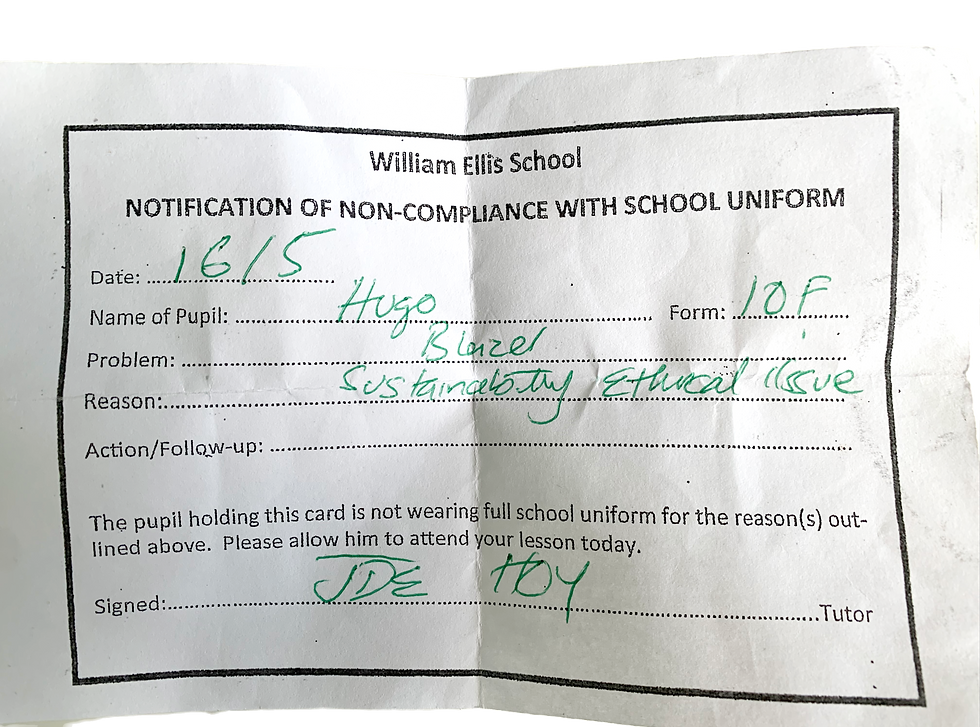 William Ellis School
NOTIFICATION OF NON-COMPLIANCE WITH SCHOOL UNIFORM
Date: 16/5
Name of Pupil: Hugo Form: 10F
Problem: Blazer
Reason: Sustainability Ethical issue
Action/Follow-up:
The pupil holding this card is not wearing full school uniform for the reason(s) out-
lined above. Please allow him to attend your lesson today.
Signed: JDE HOY Tutor